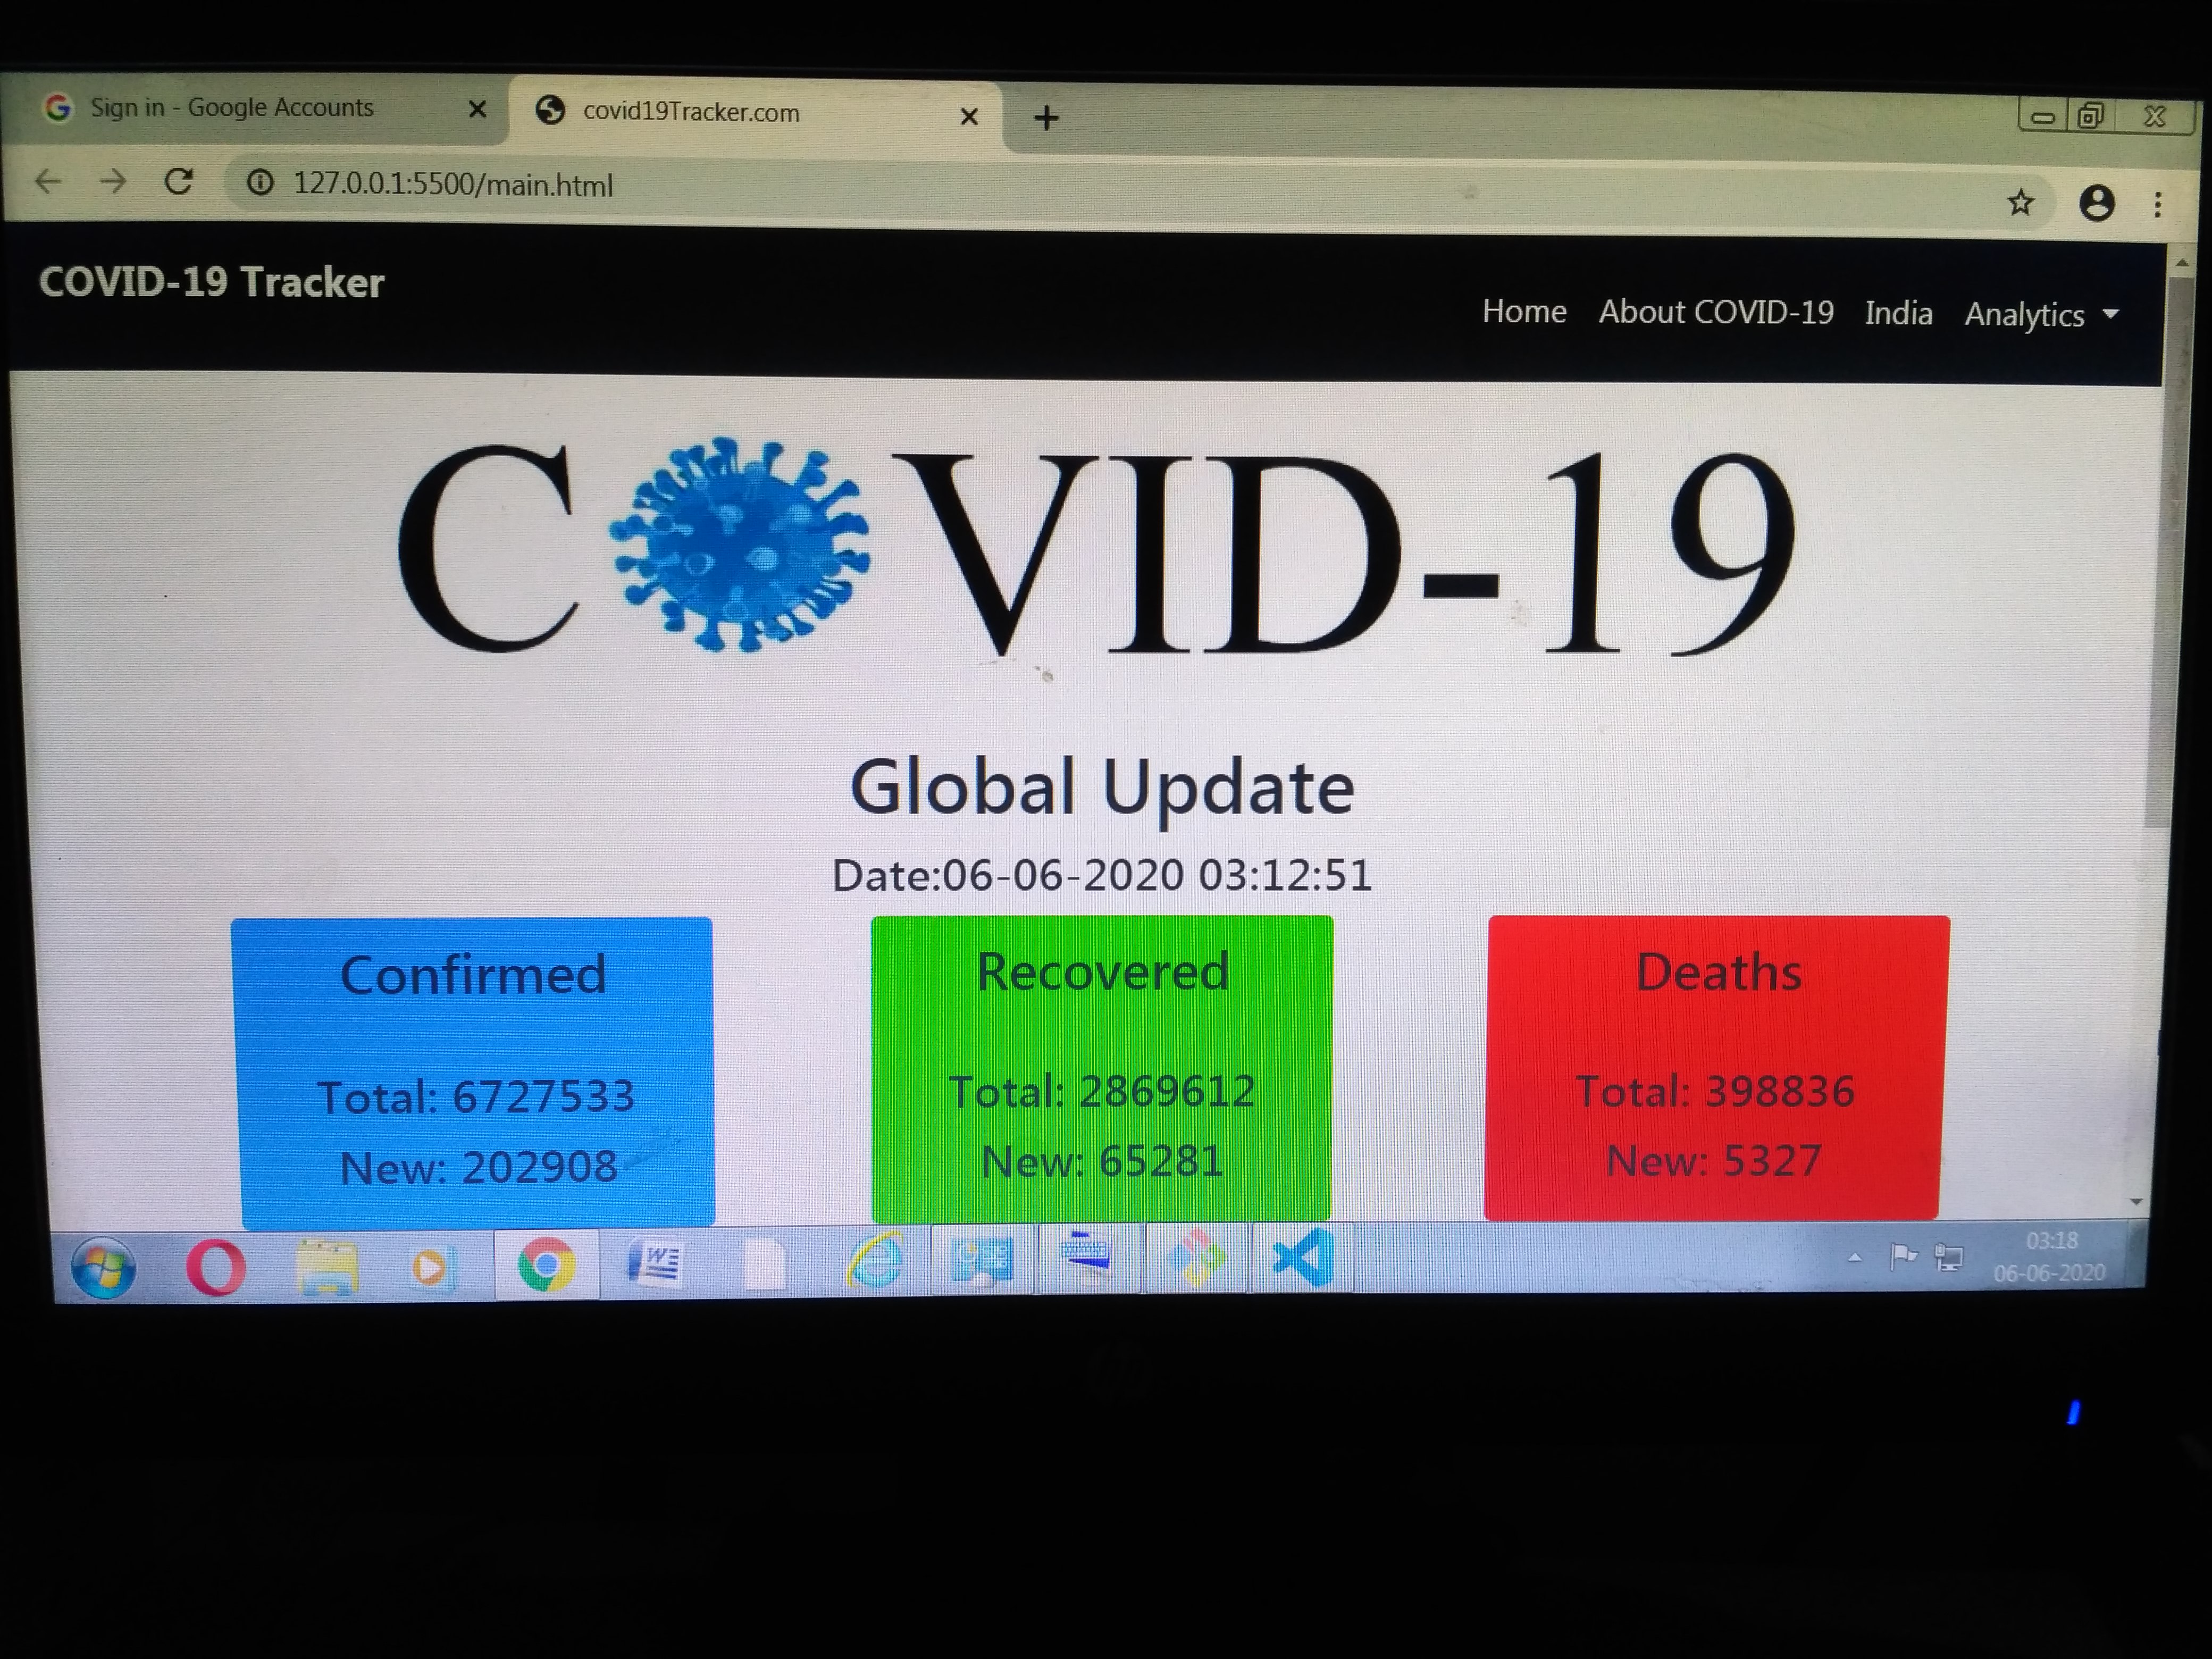 Sign in - Google Accounts
covid19Tracker.com
127.0.0.1:5500/main.html
COVID-19 Tracker
Home About COVID-19 India Analytics
COVID-19
Global Update
Date:06-06-2020 03:12:51
Confirmed
Total: 6727533
New: 202908
Recovered
Total: 2869612
New: 65281
Deaths
Total: 398836
New: 5327
03:18
06-06-2020